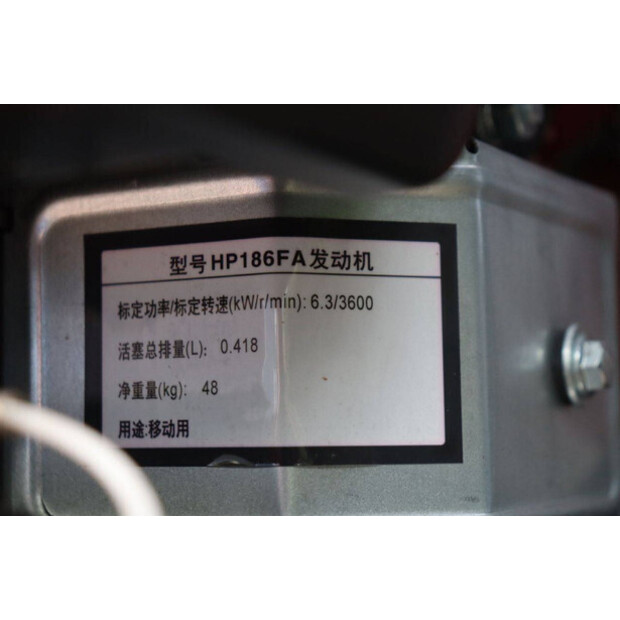 型号HP186FA发动机
标定功率/标定转速(kW/r/min): 6.3/3600
活塞总排量(L): 0.418
净重量(kg): 48
用途:移动用